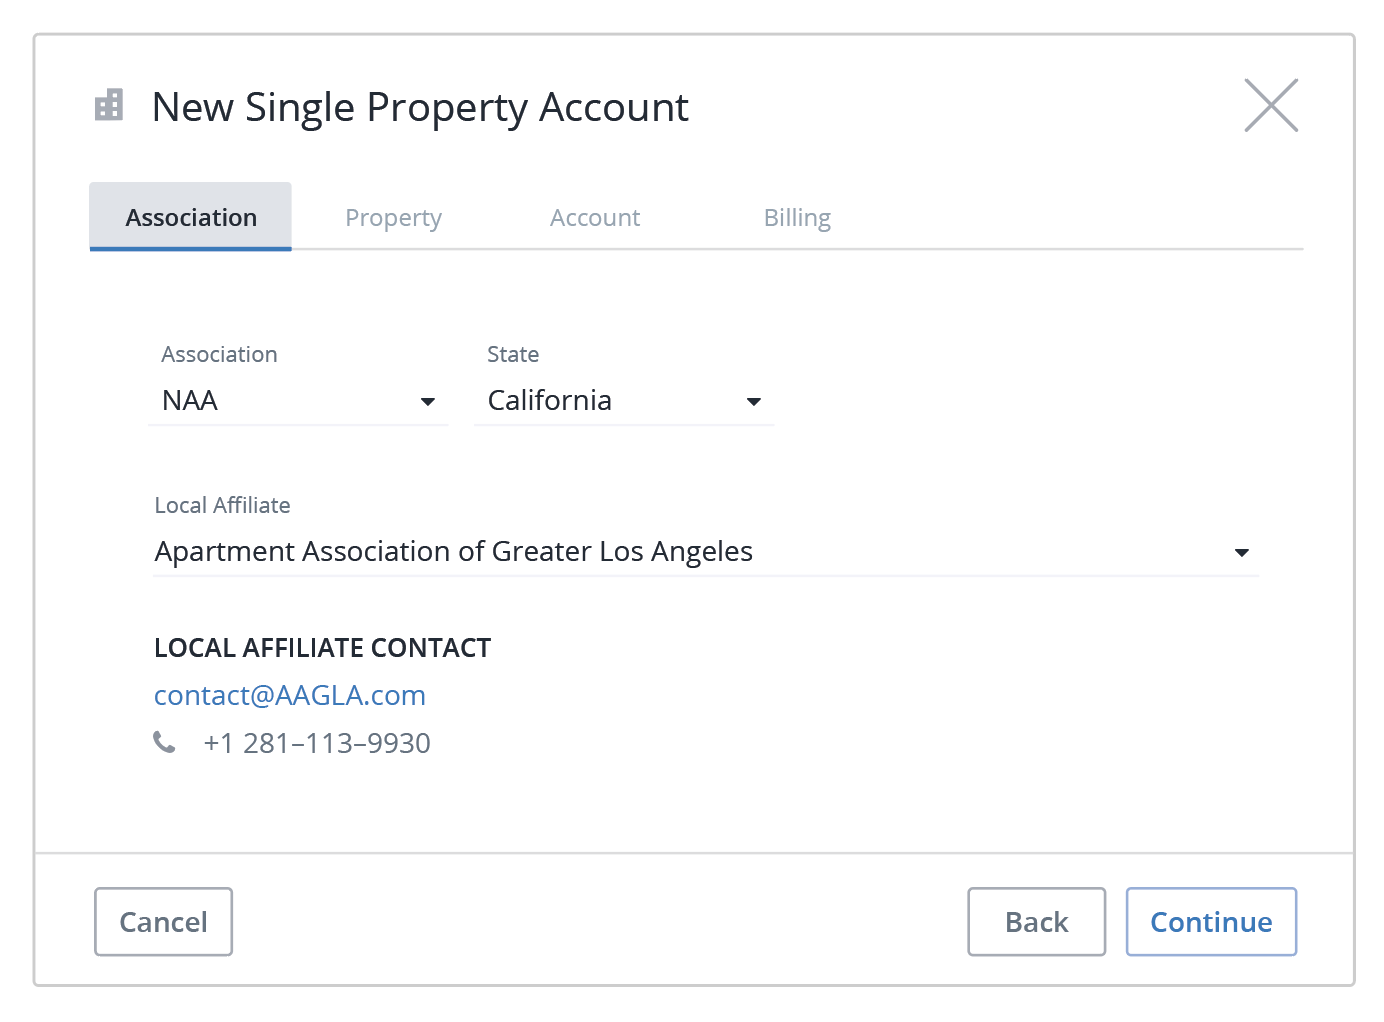 New Single Property Account
Association Property Account Billing
Association State
NAA California
Local Affiliate
Apartment Association of Greater Los Angeles
LOCAL AFFILIATE CONTACT
contact@AAGLA.com
+1 281–113–9930
Cancel Back Continue